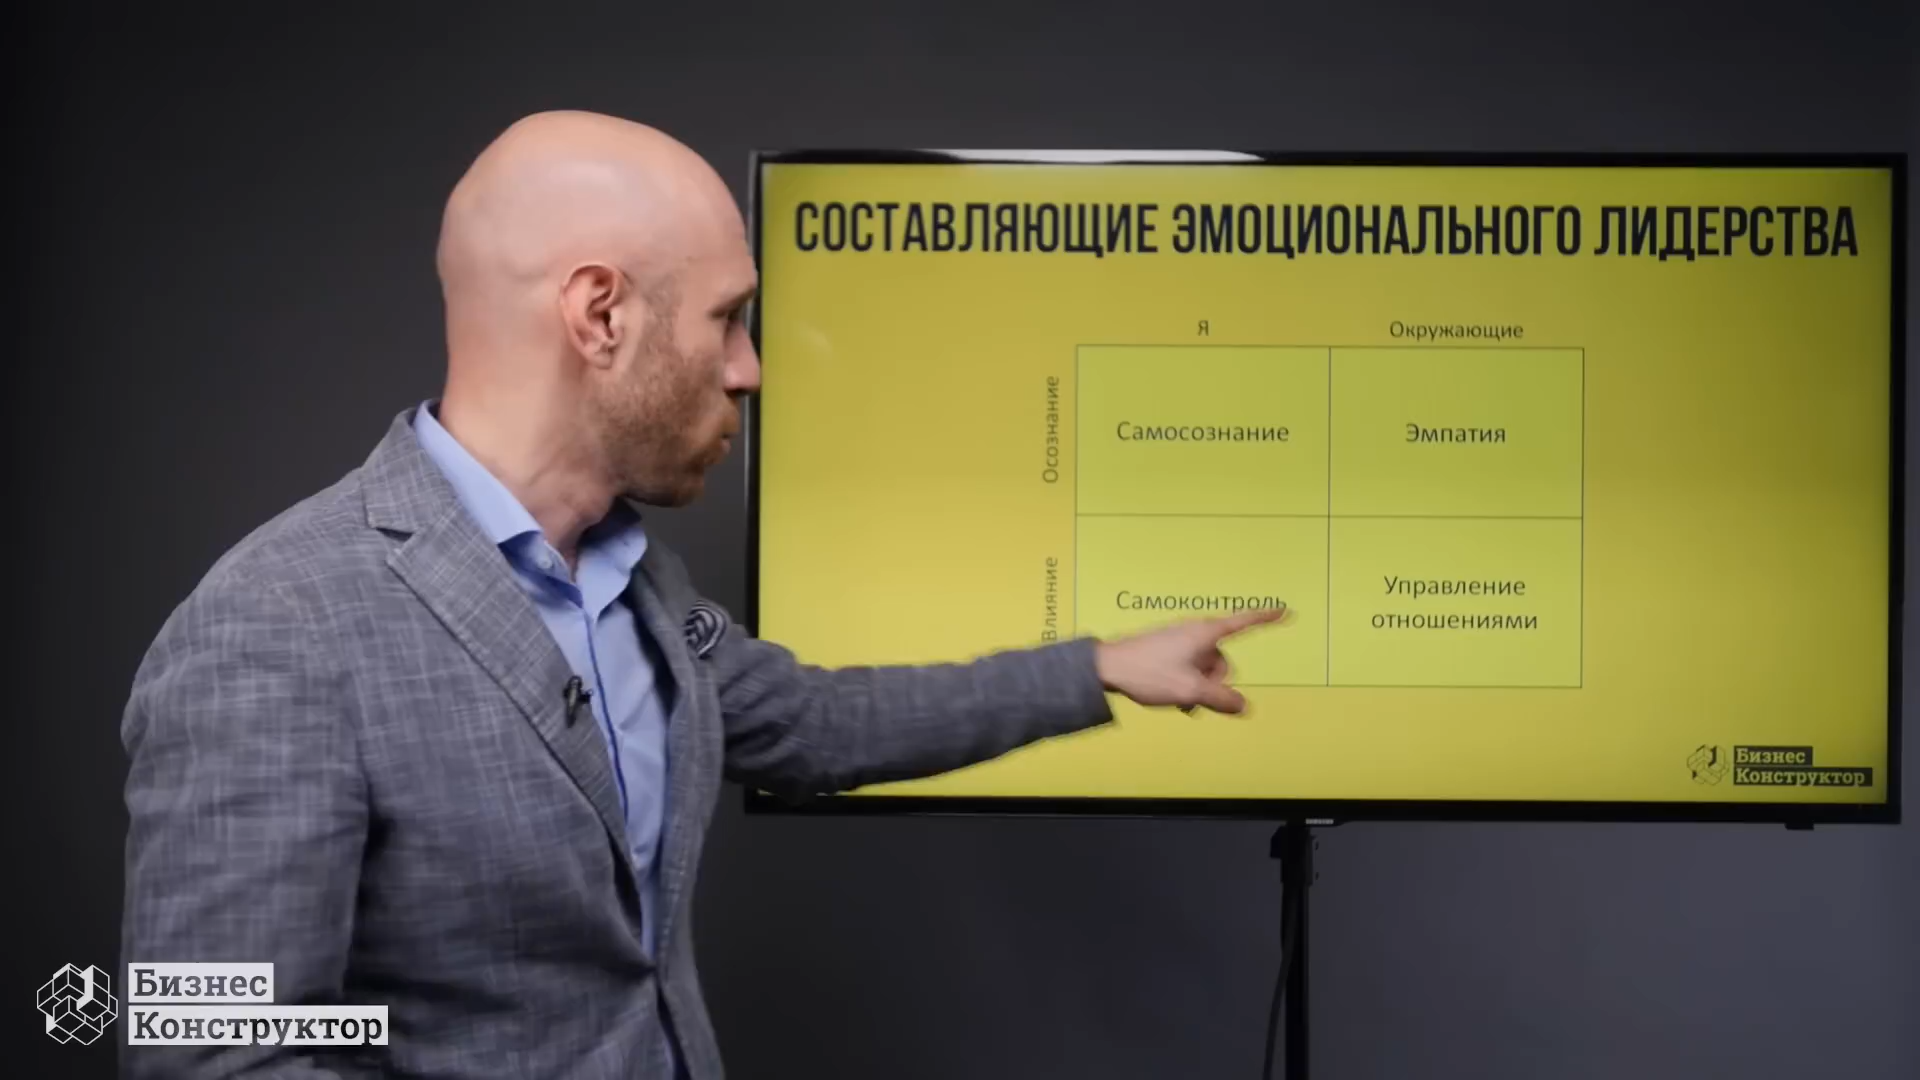 СОСТАВЛЯЮЩИЕ ЭМОЦИОНАЛЬНОГО ЛИДЕРСТВА
Я
Окружающие
Осознание
Самосознание
Эмпатия
Влияние
Самоконтроль
Управление
отношениями
Бизнес
Конструктор
Бизнес
Конструктор